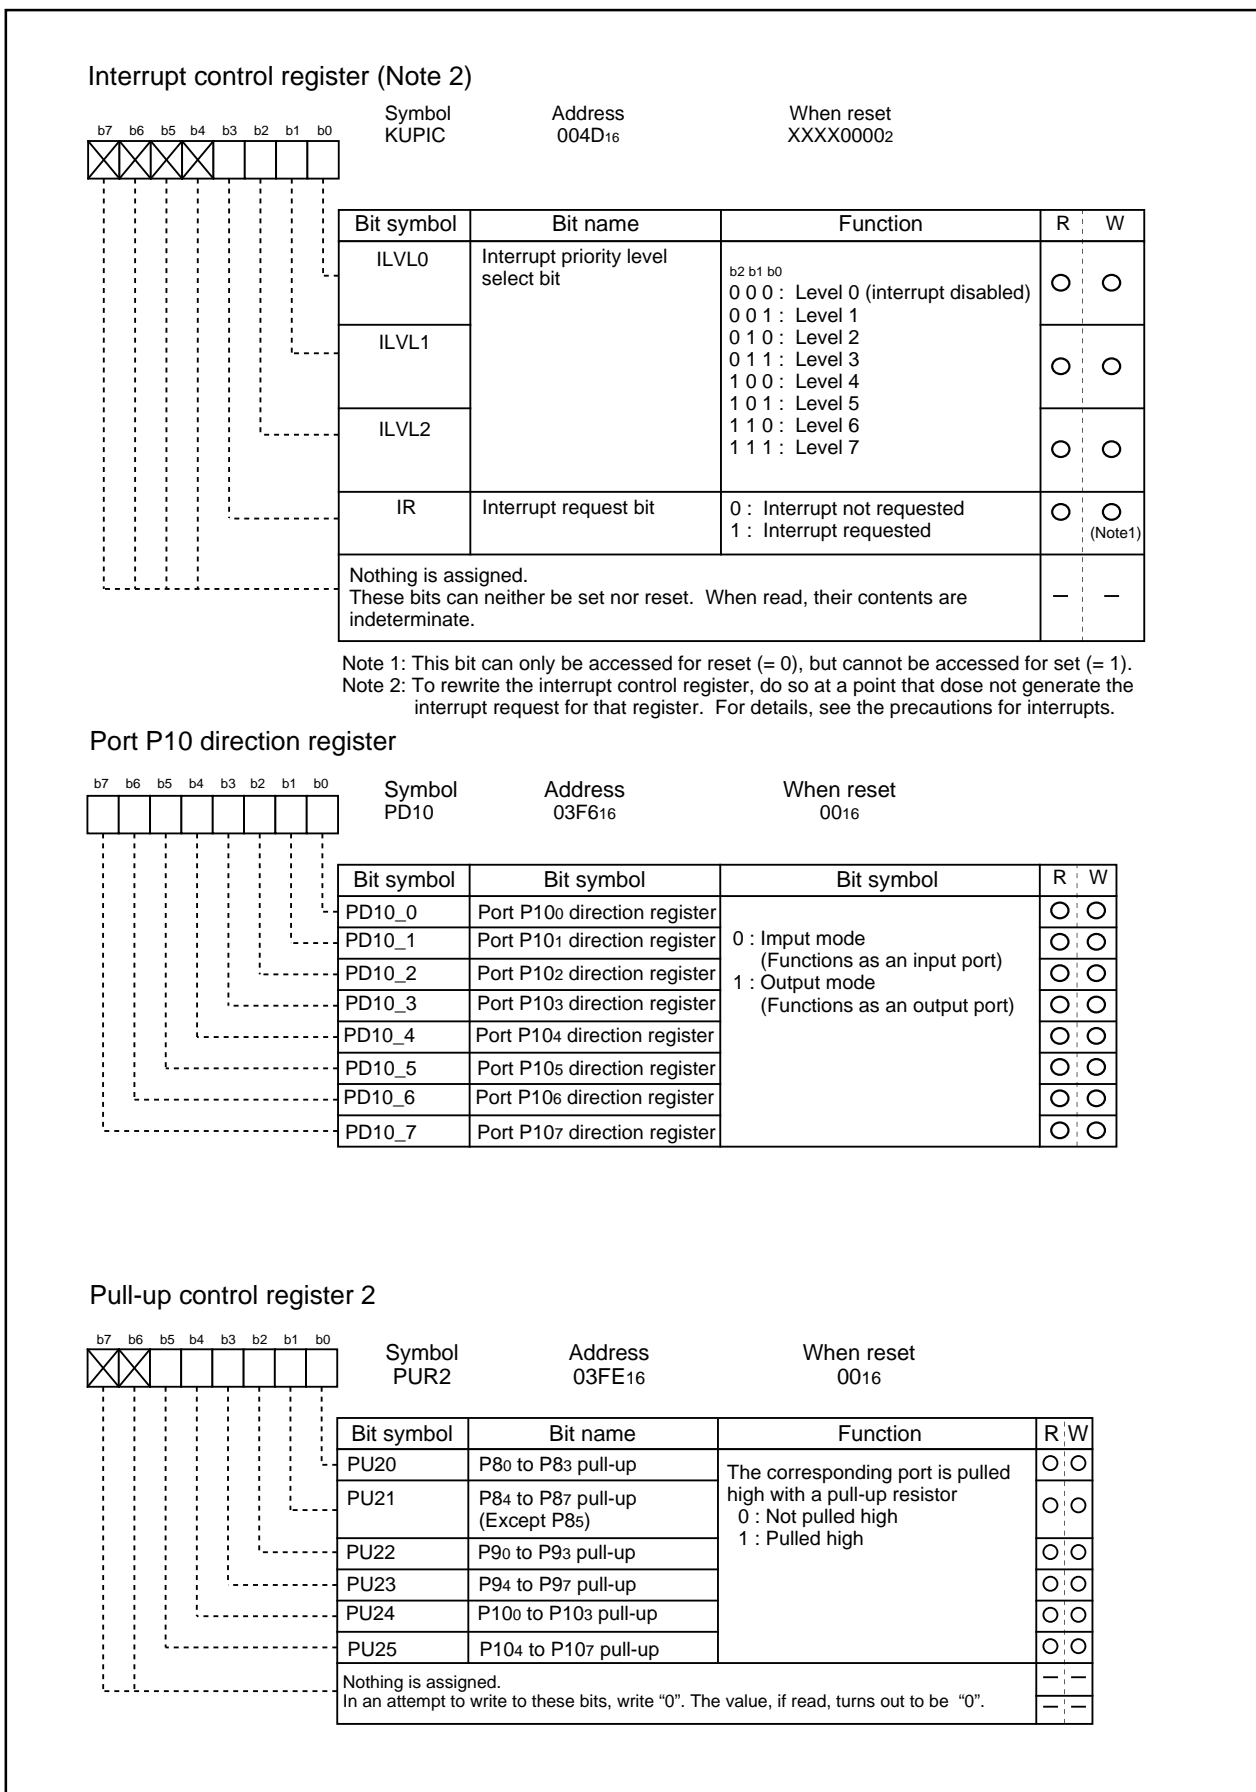 Interrupt control register (Note 2)
Symbol Address When reset
KUPIC 004D16 XXXX00002
b7 b6 b5 b4 b3 b2 b1 b0
Bit symbol Bit name Function R W
ILVL0 Interrupt priority level
select bit
b2 b1 b0
0 0 0 : Level 0 (interrupt disabled)
0 0 1 : Level 1
ILVL1 0 1 0 : Level 2
0 1 1 : Level 3
1 0 0 : Level 4
1 0 1 : Level 5
ILVL2 1 1 0 : Level 6
1 1 1 : Level 7
IR Interrupt request bit 0 : Interrupt not requested
1 : Interrupt requested (Note1)
Nothing is assigned.
These bits can neither be set nor reset. When read, their contents are
indeterminate.
Note 1: This bit can only be accessed for reset (= 0), but cannot be accessed for set (= 1).
Note 2: To rewrite the interrupt control register, do so at a point that dose not generate the
interrupt request for that register. For details, see the precautions for interrupts.
Port P10 direction register
b7 b6 b5 b4 b3 b2 b1 b0
Symbol Address When reset
PD10 03F616 0016
Bit symbol Bit symbol Bit symbol R W
PD10_0 Port P100 direction register
PD10_1 Port P101 direction register 0 : Imput mode
(Functions as an input port)
PD10_2 Port P102 direction register 1 : Output mode
PD10_3 Port P103 direction register (Functions as an output port)
PD10_4 Port P104 direction register
PD10_5 Port P105 direction register
PD10_6 Port P106 direction register
PD10_7 Port P107 direction register
Pull-up control register 2
b7 b6 b5 b4 b3 b2 b1 b0
Symbol Address When reset
PUR2 03FE16 0016
Bit symbol Bit name Function R W
PU20 P80 to P83 pull-up The corresponding port is pulled
PU21 P84 to P87 pull-up high with a pull-up resistor
(Except P85) 0 : Not pulled high
1 : Pulled high
PU22 P90 to P93 pull-up
PU23 P94 to P97 pull-up
PU24 P100 to P103 pull-up
PU25 P104 to P107 pull-up
Nothing is assigned.
In an attempt to write to these bits, write “0”. The value, if read, turns out to be “0”.